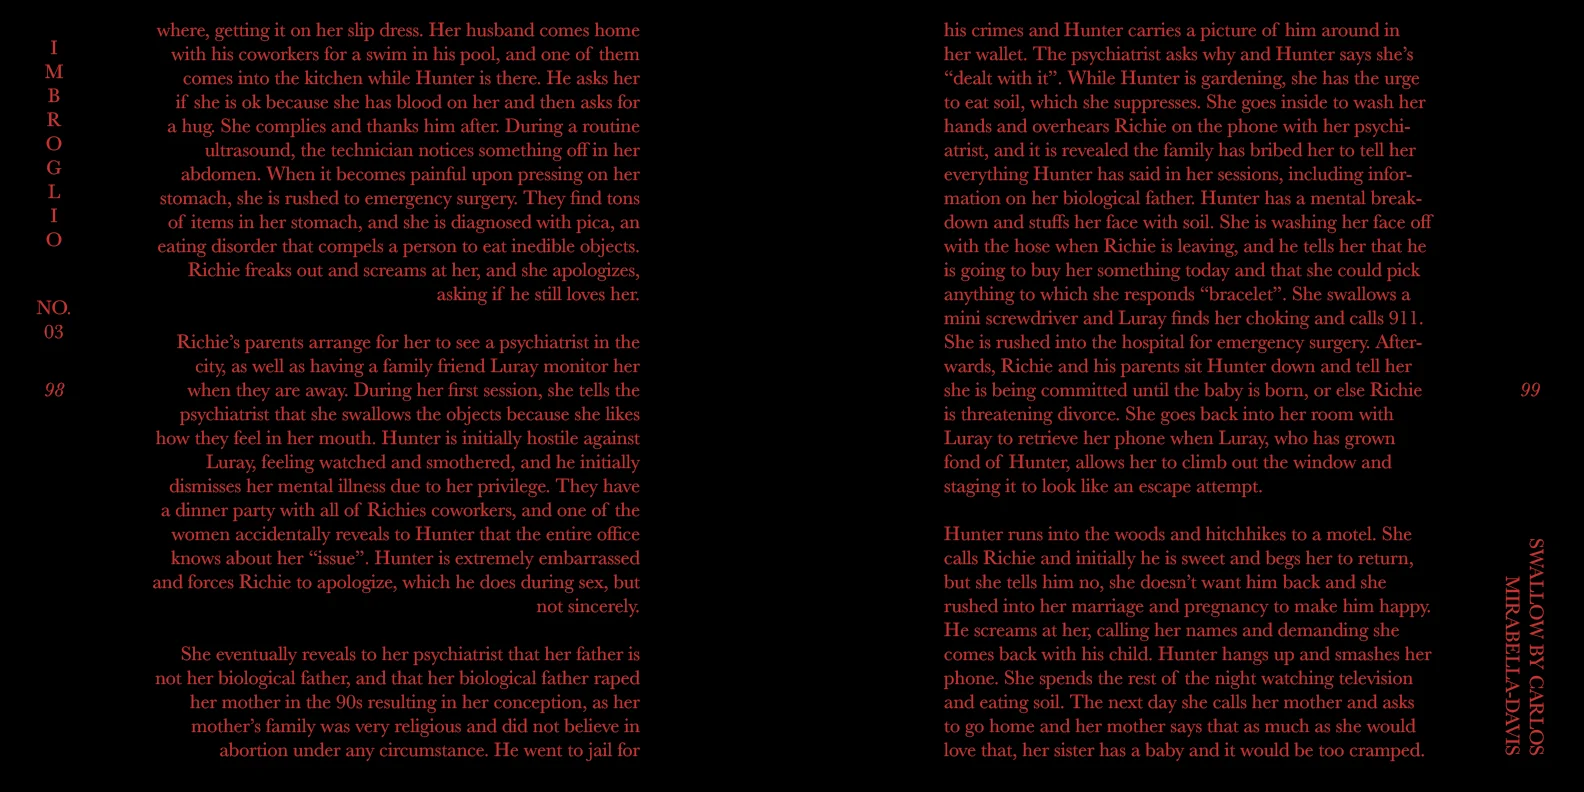 IMBROGLIO
NO.
03
98
where, getting it on her slip dress. Her husband comes home
with his coworkers for a swim in his pool, and one of them
comes into the kitchen while Hunter is there. He asks her
if she is ok because she has blood on her and then asks for
a hug. She complies and thanks him after. During a routine
ultrasound, the technician notices something off in her
abdomen. When it becomes painful upon pressing on her
stomach, she is rushed to emergency surgery. They find tons
of items in her stomach, and she is diagnosed with pica, an
eating disorder that compels a person to eat inedible objects.
Richie freaks out and screams at her, and she apologizes,
asking if he still loves her.
Richie’s parents arrange for her to see a psychiatrist in the
city, as well as having a family friend Luray monitor her
when they are away. During her first session, she tells the
psychiatrist that she swallows the objects because she likes
how they feel in her mouth. Hunter is initially hostile against
Luray, feeling watched and smothered, and he initially
dismisses her mental illness due to her privilege. They have
a dinner party with all of Richies coworkers, and one of the
women accidentally reveals to Hunter that the entire office
knows about her “issue”. Hunter is extremely embarrassed
and forces Richie to apologize, which he does during sex, but
not sincerely.
She eventually reveals to her psychiatrist that her father is
not her biological father, and that her biological father raped
her mother in the 90s resulting in her conception, as her
mother’s family was very religious and did not believe in
abortion under any circumstance. He went to jail for
his crimes and Hunter carries a picture of him around in
her wallet. The psychiatrist asks why and Hunter says she’s
“dealt with it”. While Hunter is gardening, she has the urge
to eat soil, which she suppresses. She goes inside to wash her
hands and overhears Richie on the phone with her psychi-
atrist, and it is revealed the family has bribed her to tell her
everything Hunter has said in her sessions, including infor-
mation on her biological father. Hunter has a mental break-
down and stuffs her face with soil. She is washing her face off
with the hose when Richie is leaving, and he tells her that he
is going to buy her something today and that she could pick
anything to which she responds “bracelet”. She swallows a
mini screwdriver and Luray finds her choking and calls 911.
She is rushed into the hospital for emergency surgery. After-
wards, Richie and his parents sit Hunter down and tell her
she is being committed until the baby is born, or else Richie
is threatening divorce. She goes back into her room with
Luray to retrieve her phone when Luray, who has grown
fond of Hunter, allows her to climb out the window and
staging it to look like an escape attempt.
Hunter runs into the woods and hitchhikes to a motel. She
calls Richie and initially he is sweet and begs her to return,
but she tells him no, she doesn’t want him back and she
rushed into her marriage and pregnancy to make him happy.
He screams at her, calling her names and demanding she
comes back with his child. Hunter hangs up and smashes her
phone. She spends the rest of the night watching television
and eating soil. The next day she calls her mother and asks
to go home and her mother says that as much as she would
love that, her sister has a baby and it would be too cramped.
99
SWALLOW BY CARLOS
MIRABELLA-DAVIS